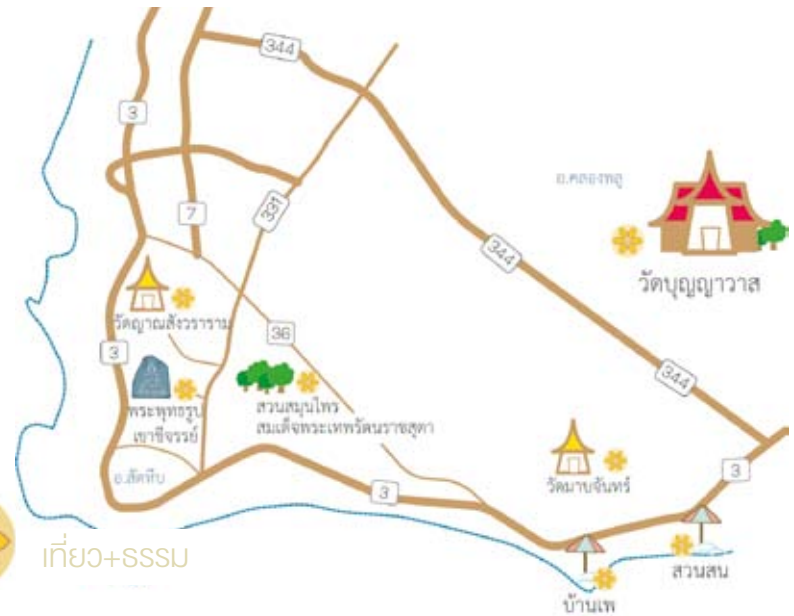 344
3
อ.คลองพลู
7
331
344
วัดบุญญาวาส
วัดญาณสังวราราม
3
36
พระพุทธรูป
เขาชีจรรย์
สวนสมุนไพร
สมเด็จพระเทพรัตนราชสุดา
344
อ.สัตหีบ
วัดมาบจันทร์
3
3
เที่ยว+ธรรม
สวนสน
บ้านเพ